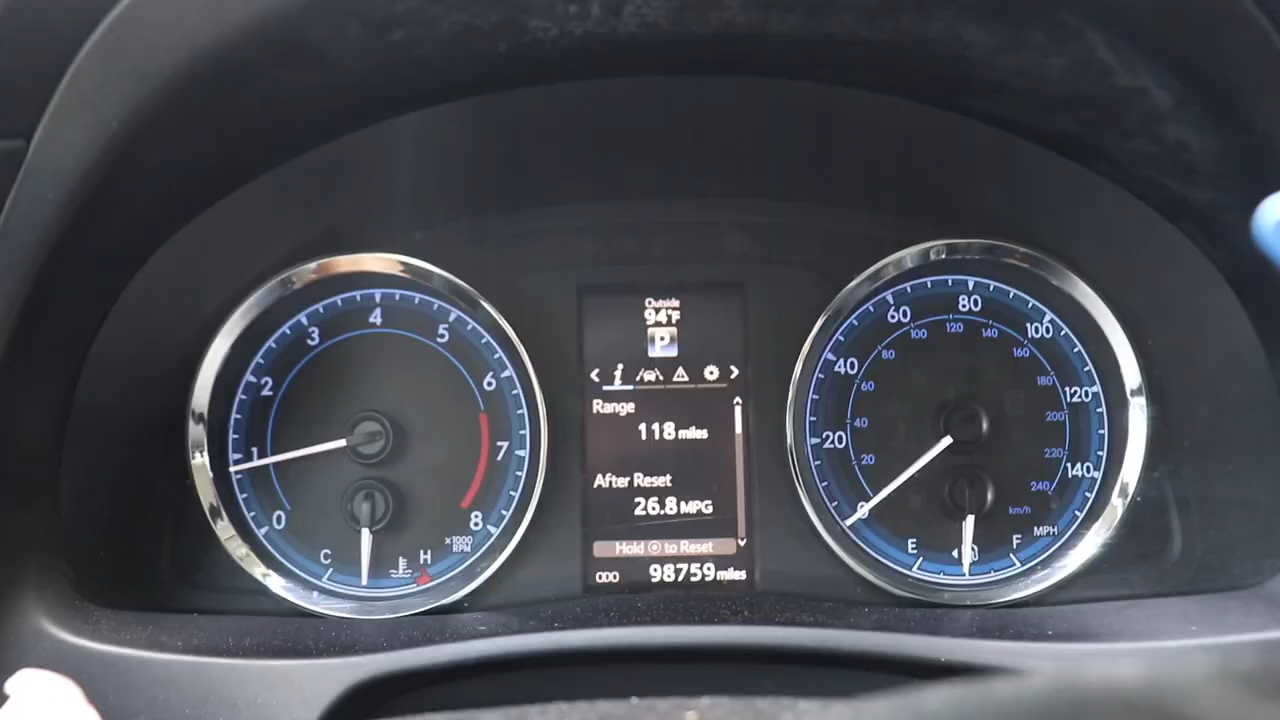 0
1
2
3
4
5
6
7
8
×1000
RPM
C
H
Outside
94°F
P
i
Range
118 miles
After Reset
26.8 MPG
Hold to Reset
ODO 98759 miles
0
20
40
60
80
100
120
140
MPH
20
40
60
80
100
120
140
160
180
200
220
240
km/h
E
F